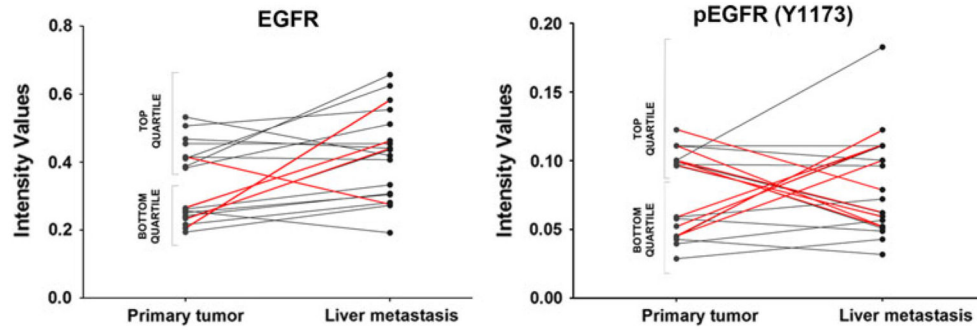 EGFR
Intensity Values
0.8
0.6
0.4
0.2
0.0
TOP
QUARTILE
BOTTOM
QUARTILE
Primary tumor
Liver metastasis
pEGFR (Y1173)
Intensity Values
0.20
0.15
0.10
0.05
0.00
TOP
QUARTILE
BOTTOM
QUARTILE
Primary tumor
Liver metastasis